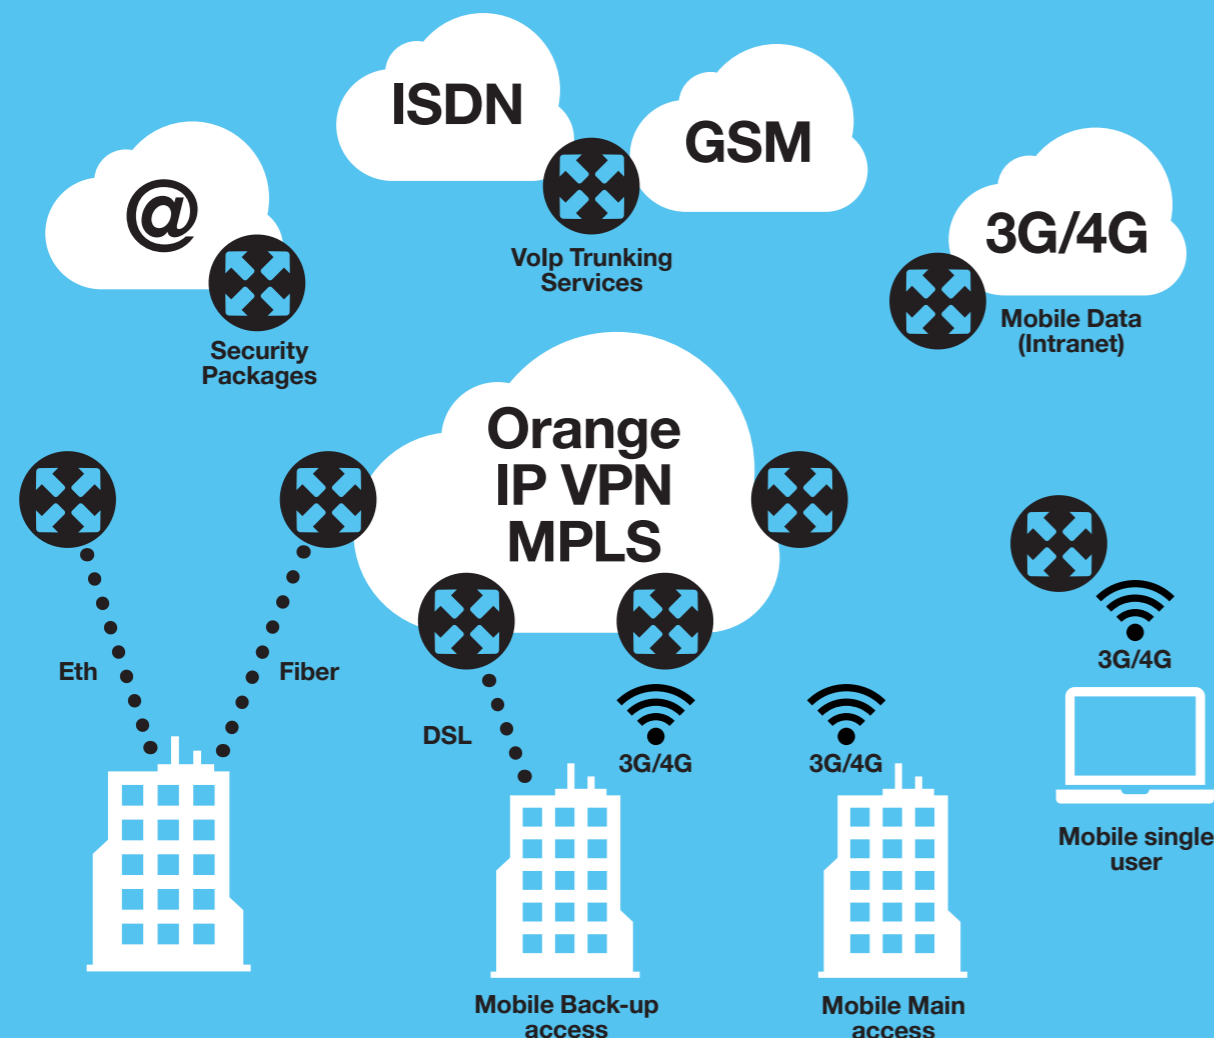 ISDN
GSM
@
3G/4G
VoIp Trunking
Services
Mobile Data
(Intranet)
Security
Packages
Orange
IP VPN
MPLS
Eth
Fiber
DSL
3G/4G
3G/4G
3G/4G
Mobile single
user
Mobile Back-up
access
Mobile Main
access